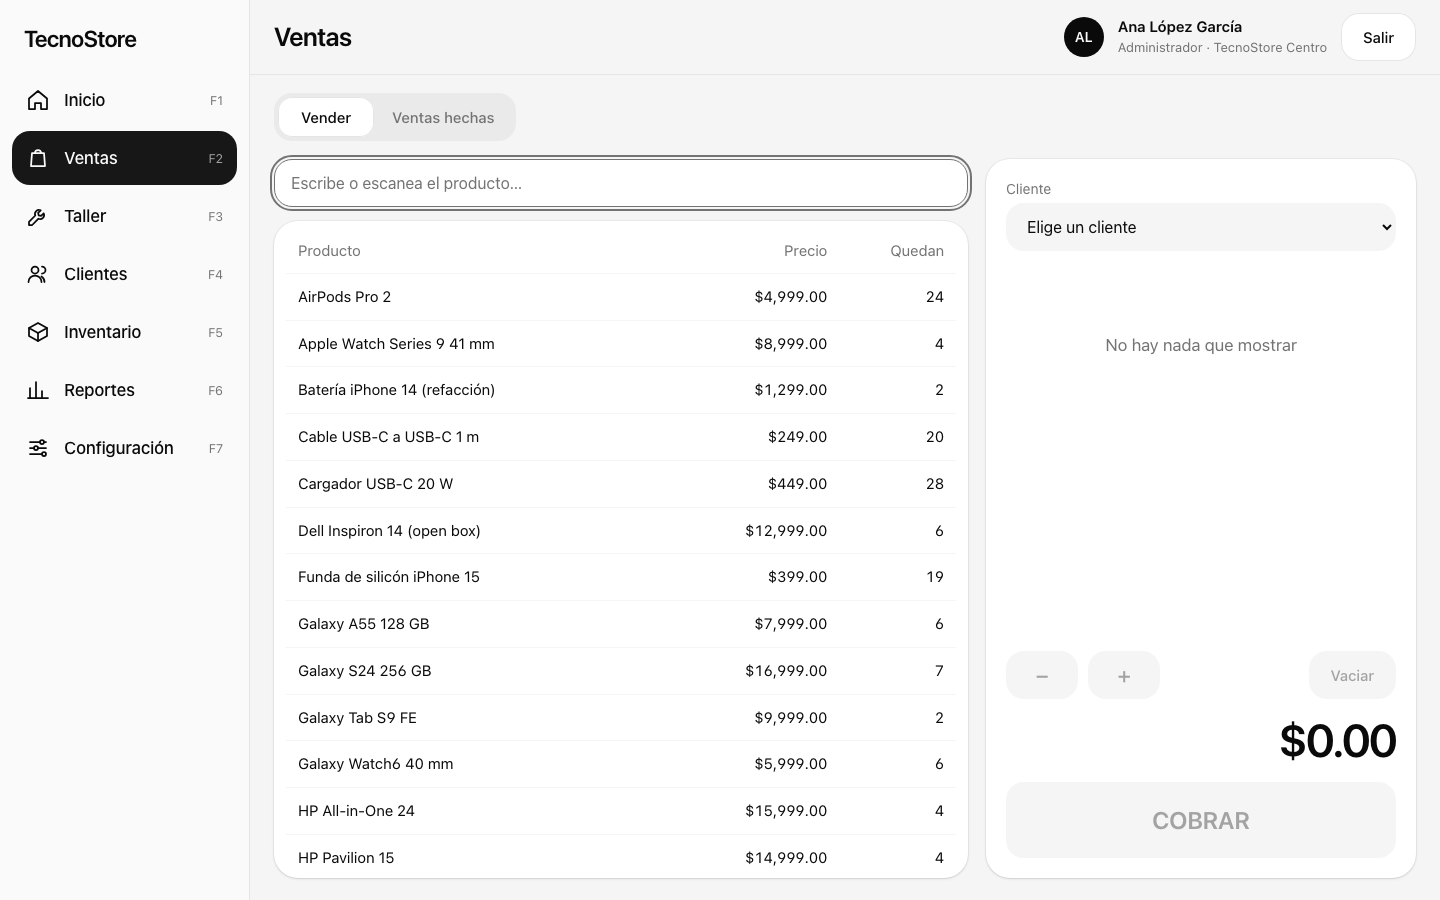 TecnoStore
Inicio F1
Ventas F2
Taller F3
Clientes F4
Inventario F5
Reportes F6
Configuración F7
Ventas
AL
Ana López García
Administrador · TecnoStore Centro
Salir
Vender Ventas hechas
Escribe o escanea el producto...
Producto Precio Quedan
AirPods Pro 2 $4,999.00 24
Apple Watch Series 9 41 mm $8,999.00 4
Batería iPhone 14 (refacción) $1,299.00 2
Cable USB-C a USB-C 1 m $249.00 20
Cargador USB-C 20 W $449.00 28
Dell Inspiron 14 (open box) $12,999.00 6
Funda de silicón iPhone 15 $399.00 19
Galaxy A55 128 GB $7,999.00 6
Galaxy S24 256 GB $16,999.00 7
Galaxy Tab S9 FE $9,999.00 2
Galaxy Watch6 40 mm $5,999.00 6
HP All-in-One 24 $15,999.00 4
HP Pavilion 15 $14,999.00 4
Cliente
Elige un cliente
No hay nada que mostrar
− + Vaciar
$0.00
COBRAR